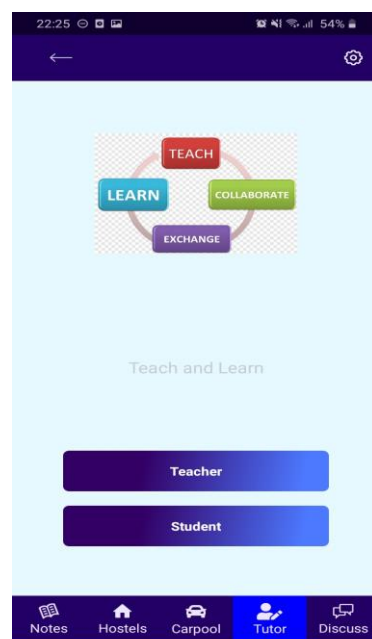 22:25 54%
TEACH
LEARN COLLABORATE
EXCHANGE
Teach and Learn
Teacher
Student
Notes Hostels Carpool Tutor Discuss